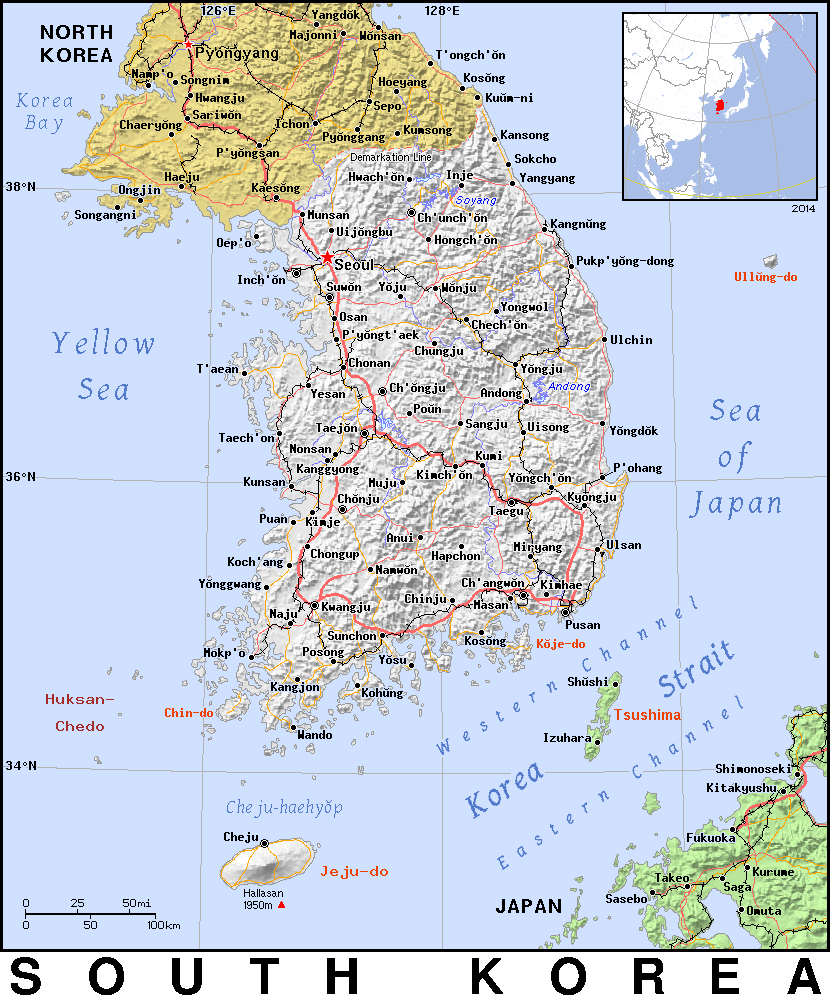 126°E
128°E
NORTH
KOREA
Yangdŏk
Majonni
Wŏnsan
Pyŏngyang
T'ongch'ŏn
Namp'o
Songnim
Hoeyang
Kosŏng
Korea
Bay
Hwangju
Sepo
Kuŭm-ni
Sariwŏn
Chaeryŏng
Ichon
Pyŏnggang
Kumsong
Kansong
P'yŏngsan
Demarkation Line
Sokcho
Haeju
Hwach'ŏn
Inje
Yangyang
38°N
Ongjin
Kaesŏng
Soyang
Songangni
Munsan
Ch'unch'ŏn
Kangnŭng
Uijŏngbu
Oep'o
Hongch'ŏn
Seoul
Pukp'yŏng-dong
Inch'ŏn
Suwŏn
Yŏju
Wŏnju
Ullŭng-do
Osan
Yongwol
Chech'ŏn
P'yŏngt'aek
Chungju
Ulchin
Yellow
Sea
T'aean
Chonan
Yŏngju
Yesan
Ch'ŏngju
Andong
Andong
Poŭn
Sea
of
Japan
Taejŏn
Sangju
Uisŏng
Yŏngdŏk
Taech'on
Nonsan
Kanggyong
Kumi
Kimch'ŏn
P'ohang
36°N
Kunsan
Muju
Yŏngch'ŏn
Chŏnju
Kyŏngju
Puan
Kimje
Taegu
Anui
Miryang
Ulsan
Chongup
Hapchon
Koch'ang
Namwŏn
Yŏnggwang
Ch'angwŏn
Kimhae
Chinju
Masan
Naju
Kwangju
Pusan
Sunchon
Kosŏng
Kŏje-do
Mokp'o
Posŏng
Yŏsu
Western Channel
Kangjon
Kohŭng
Shŭshi
Strait
Huksan-
Chedo
Chin-do
Tsushima
Wando
Izuhara
34°N
Shimonoseki
Korea
Kitakyushu
Eastern Channel
Cheju-haehyŏp
Cheju
Fukuoka
Jeju-do
Kurume
Takeo
Hallasan
1950m
Saga
Sasebo
JAPAN
Omuta
0 25 50mi
0 50 100km
2014
SOUTH KOREA